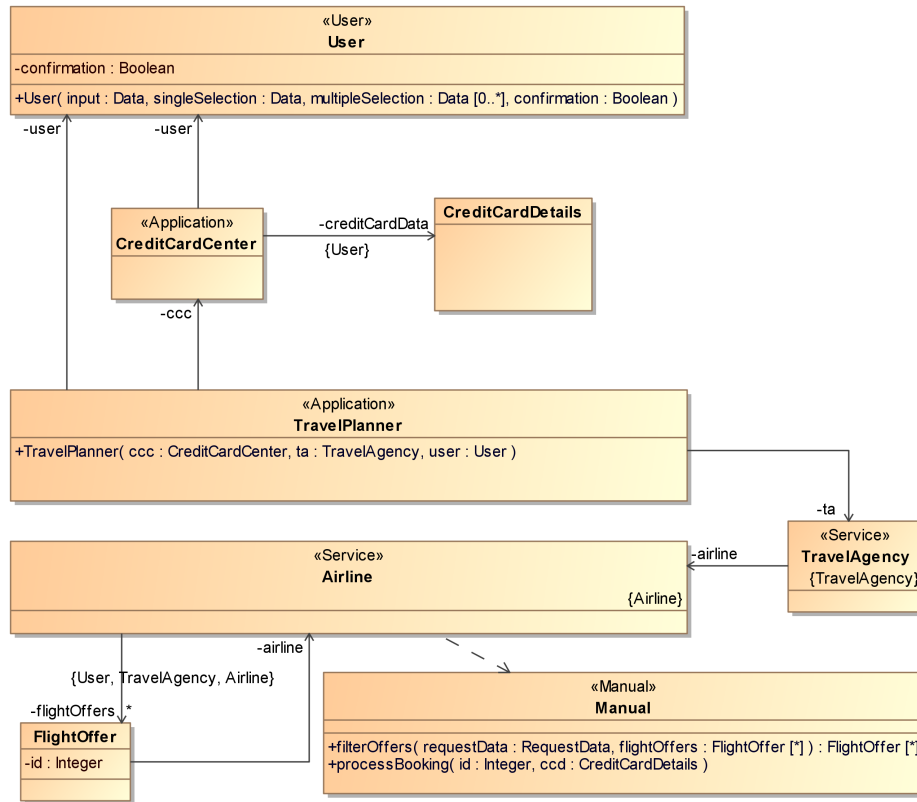 «User»
User
-confirmation : Boolean
+User( input : Data, singleSelection : Data, multipleSelection : Data [0..*], confirmation : Boolean )
-user
-user
«Application»
CreditCardCenter
-creditCardData
{User}
CreditCardDetails
-ccc
«Application»
TravelPlanner
+TravelPlanner( ccc : CreditCardCenter, ta : TravelAgency, user : User )
-ta
«Service»
TravelAgency
{TravelAgency}
-airline
«Service»
Airline
{Airline}
-airline
{User, TravelAgency, Airline}
-flightOffers *
FlightOffer
-id : Integer
«Manual»
Manual
+filterOffers( requestData : RequestData, flightOffers : FlightOffer [*] ) : FlightOffer [*]
+processBooking( id : Integer, ccd : CreditCardDetails )